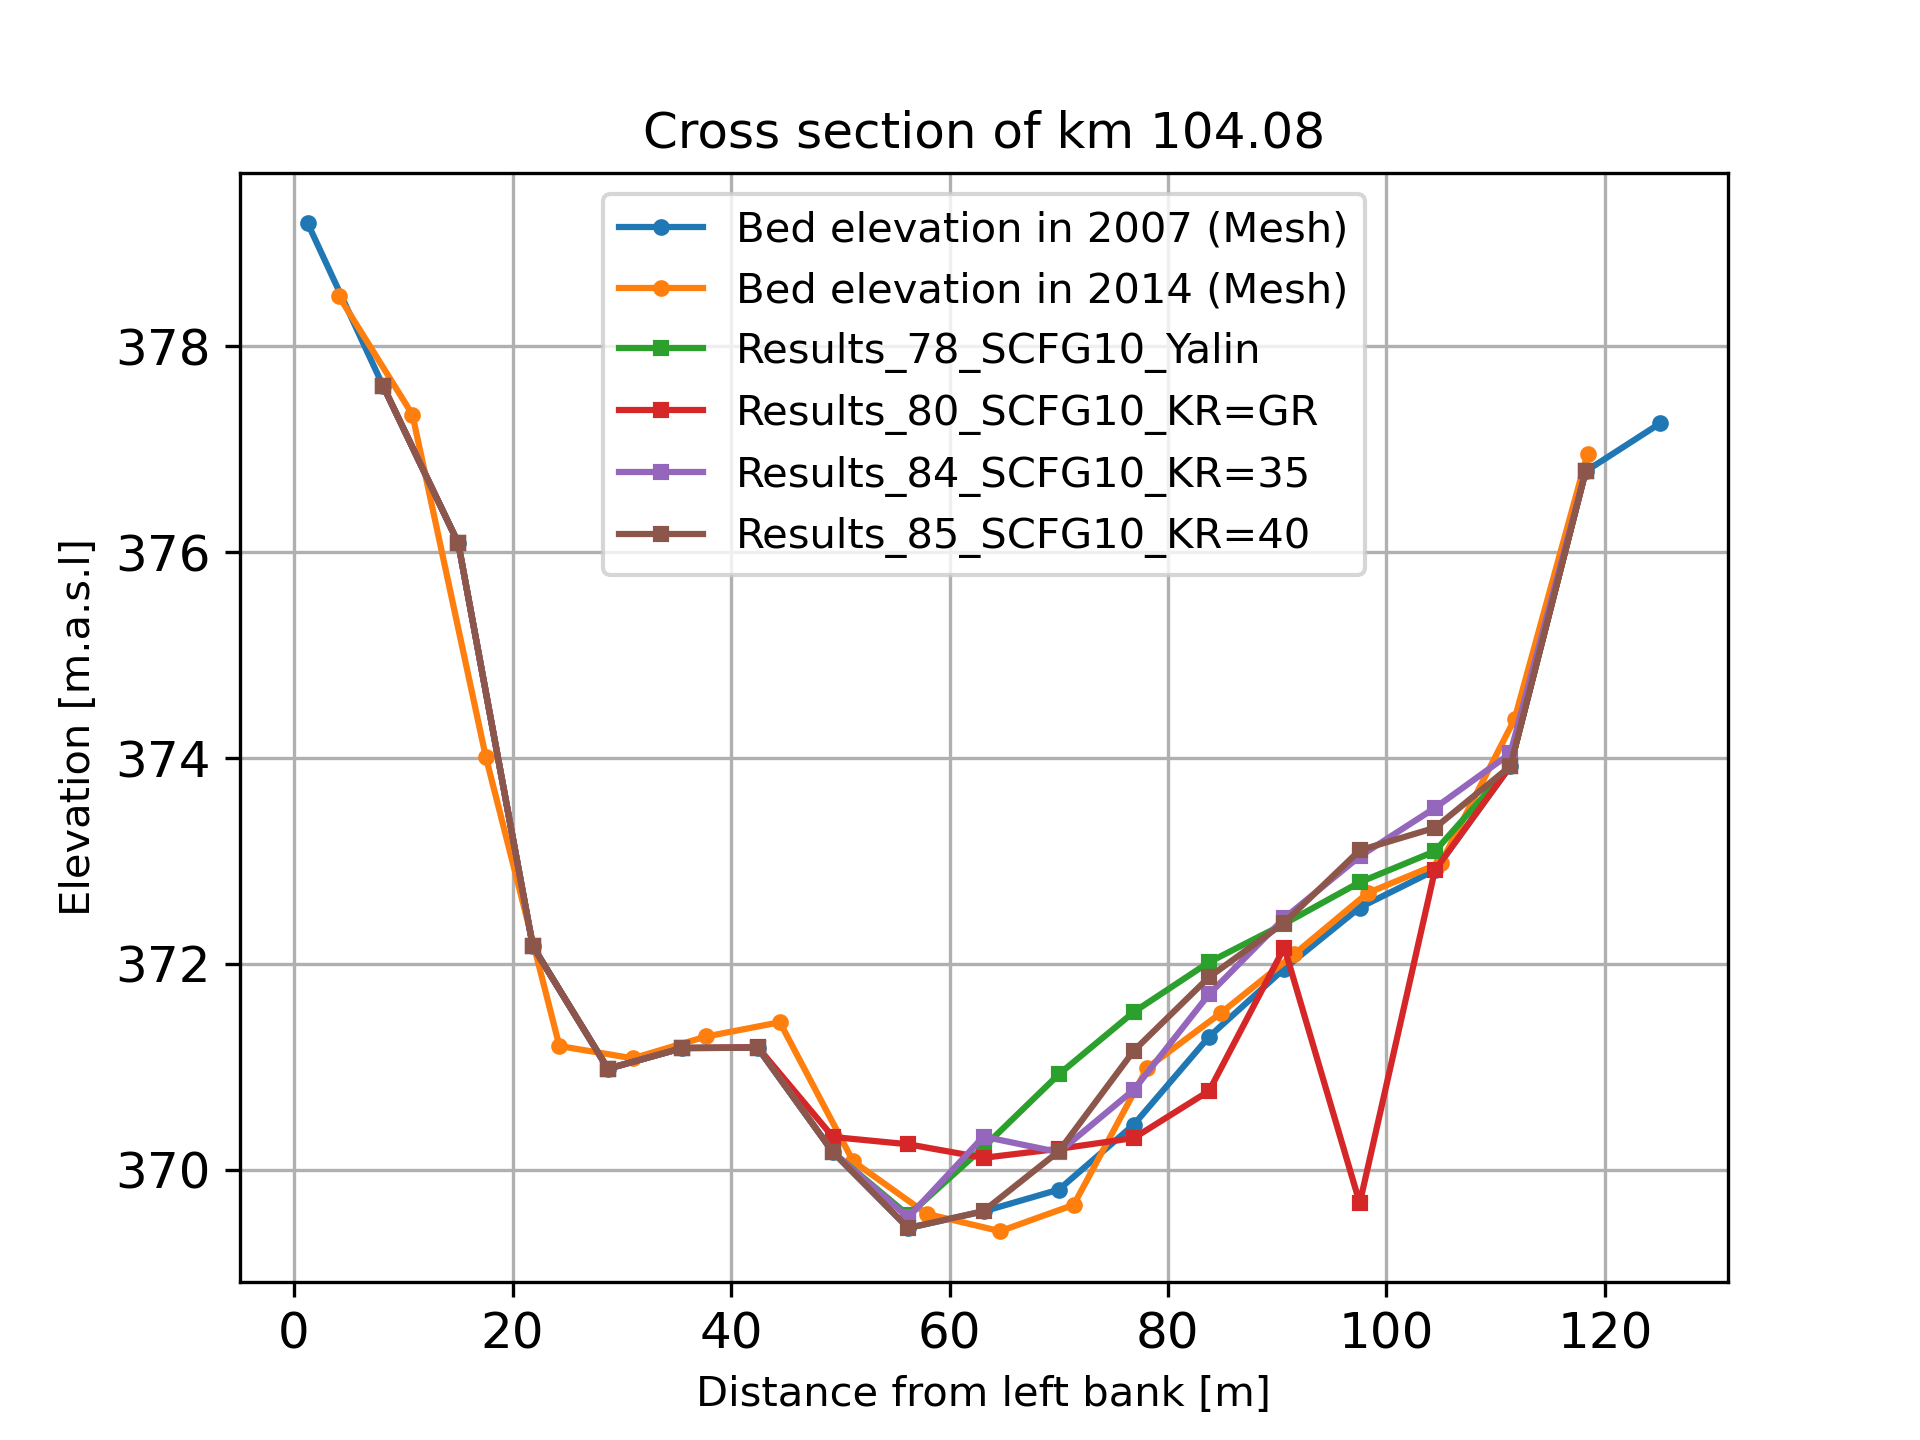 Cross section of km 104.08
Bed elevation in 2007 (Mesh)
Bed elevation in 2014 (Mesh)
Results_78_SCFG10_Yalin
Results_80_SCFG10_KR=GR
Results_84_SCFG10_KR=35
Results_85_SCFG10_KR=40
378
376
374
372
370
Elevation [m.a.s.l]
0 20 40 60 80 100 120
Distance from left bank [m]